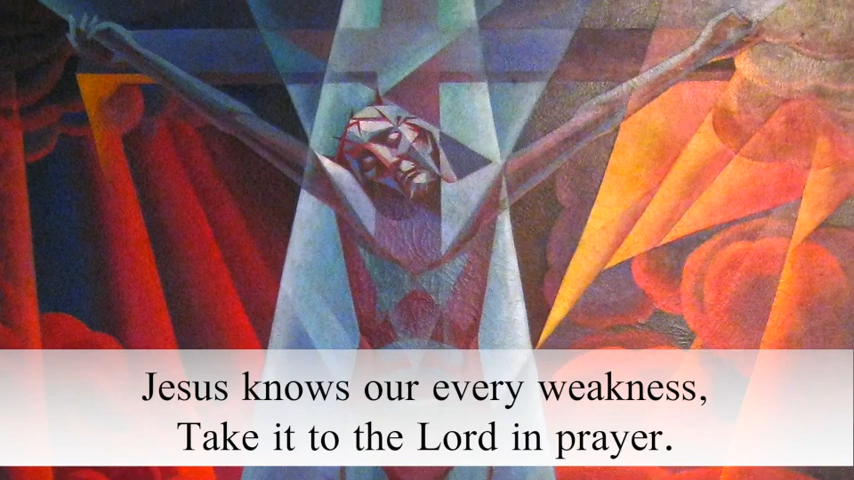 Jesus knows our every weakness,
Take it to the Lord in prayer.